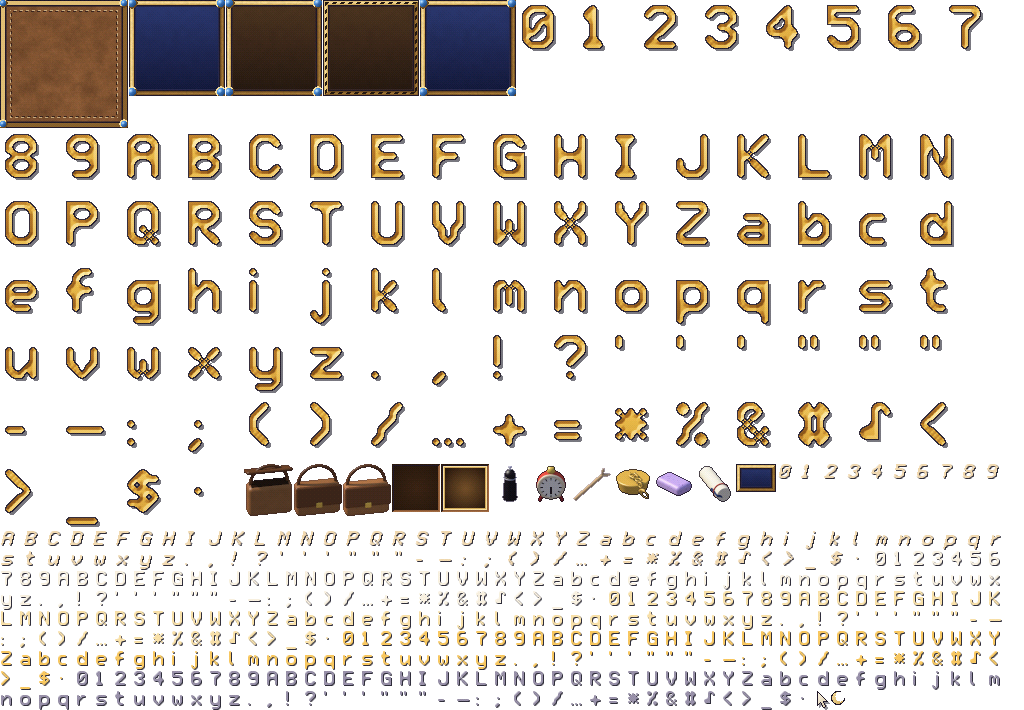 0 1 2 3 4 5 6 7
8 9 A B C D E F G H I J K L M N
O P Q R S T U V W X Y Z a b c d
e f g h i j k l m n o p q r s t
u v w x y z . , ! ? ' ' ' " " "
- — : ; ( ) / … + = * % & ♯ ♪ <
> _ $ ·
0 1 2 3 4 5 6 7 8 9
A B C D E F G H I J K L M N O P Q R S T U V W X Y Z a b c d e f g h i j k l m n o p q r
s t u v w x y z . , ! ? ' ' ' " " " - — : ; ( ) / … + = * % & ♯ ♪ < > _ $ · 0 1 2 3 4 5 6
7 8 9 A B C D E F G H I J K L M N O P Q R S T U V W X Y Z a b c d e f g h i j k l m n o p q r s t u v w x
y z . , ! ? ' ' ' " " " - — : ; ( ) / … + = * % & ♯ ♪ < > _ $ · 0 1 2 3 4 5 6 7 8 9 A B C D E F G H I J K
L M N O P Q R S T U V W X Y Z a b c d e f g h i j k l m n o p q r s t u v w x y z . , ! ? ' ' ' " " " - —
: ; ( ) / … + = * % & ♯ ♪ < > _ $ · 0 1 2 3 4 5 6 7 8 9 A B C D E F G H I J K L M N O P Q R S T U V W X Y
Z a b c d e f g h i j k l m n o p q r s t u v w x y z . , ! ? ' ' ' " " " - — : ; ( ) / … + = * % & ♯ ♪ <
> _ $ · 0 1 2 3 4 5 6 7 8 9 A B C D E F G H I J K L M N O P Q R S T U V W X Y Z a b c d e f g h i j k l m
n o p q r s t u v w x y z . , ! ? ' ' ' " " " - — : ; ( ) / … + = * % & ♯ ♪ < > _ $ ·